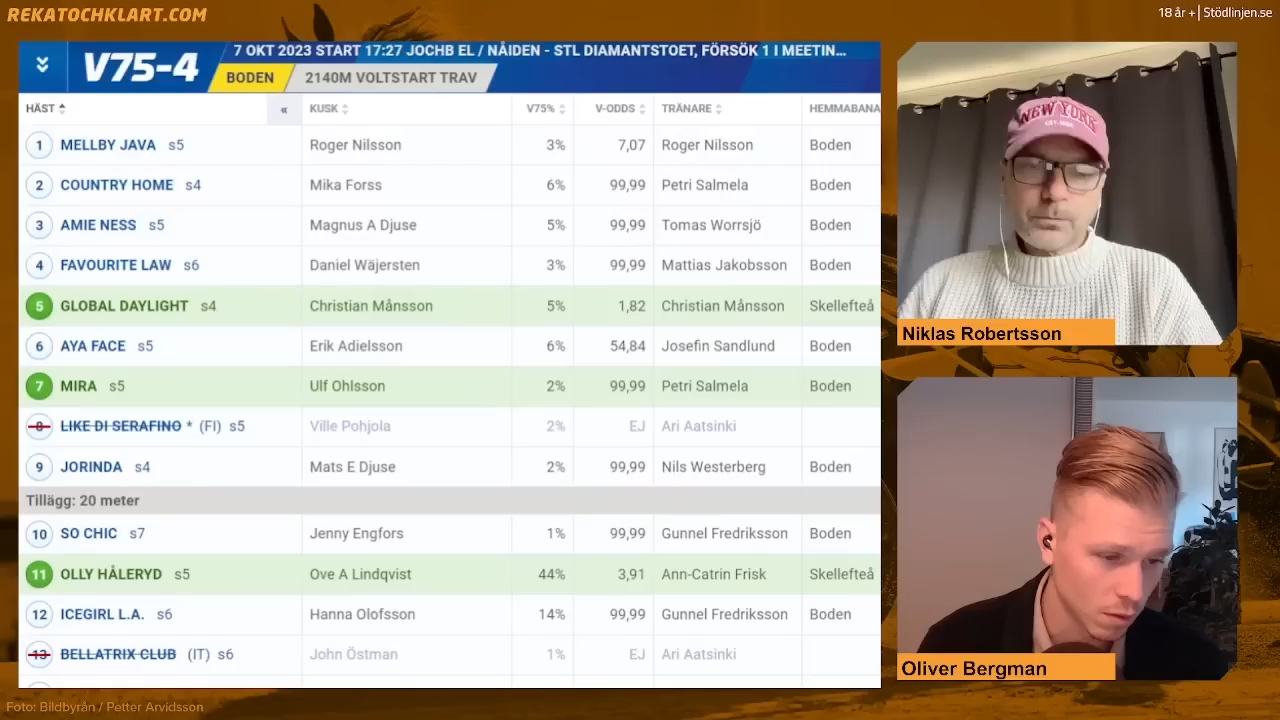 REKATOCHKLART.COM
18 år + | Stödlinjen.se
V75-4
7 OKT 2023 START 17:27 JOCHB EL / NÅIDEN - STL DIAMANTSTOET, FÖRSÖK 1 I MEETIN...
BODEN 2140M VOLTSTART TRAV
HÄST « KUSK V75% V-ODDS TRÄNARE HEMMABANA
1 MELLBY JAVA s5 Roger Nilsson 3% 7,07 Roger Nilsson Boden
2 COUNTRY HOME s4 Mika Forss 6% 99,99 Petri Salmela Boden
3 AMIE NESS s5 Magnus A Djuse 5% 99,99 Tomas Worrsjö Boden
4 FAVOURITE LAW s6 Daniel Wäjersten 3% 99,99 Mattias Jakobsson Boden
5 GLOBAL DAYLIGHT s4 Christian Månsson 5% 1,82 Christian Månsson Skellefteå
6 AYA FACE s5 Erik Adielsson 6% 54,84 Josefin Sandlund Boden
7 MIRA s5 Ulf Ohlsson 2% 99,99 Petri Salmela Boden
8 LIKE DI SERAFINO * (FI) s5 Ville Pohjola 2% EJ Ari Aatsinki
9 JORINDA s4 Mats E Djuse 2% 99,99 Nils Westerberg Boden
Tillägg: 20 meter
10 SO CHIC s7 Jenny Engfors 1% 99,99 Gunnel Fredriksson Boden
11 OLLY HÅLERYD s5 Ove A Lindqvist 44% 3,91 Ann-Catrin Frisk Skellefteå
12 ICEGIRL L.A. s6 Hanna Olofsson 14% 99,99 Gunnel Fredriksson Boden
13 BELLATRIX CLUB (IT) s6 John Östman 1% EJ Ari Aatsinki
NEW YORK
Niklas Robertsson
Oliver Bergman
Foto: Bildbyrån / Petter Arvidsson